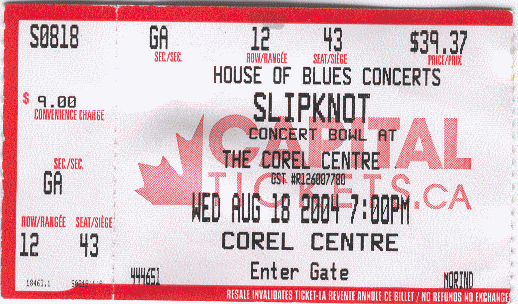 S0818
GA 12 43 $39.37
SEC/SEC. ROW/RANGÉE SEAT/SIÈGE PRICE/PRIX
HOUSE OF BLUES CONCERTS
$ 9.00
CONVENIENCE CHARGE
SLIPKNOT
CONCERT BOWL AT
CAPITAL
THE COREL CENTRE
GST #R126007780
TICKETS.CA
SEC/SEC.
GA
WED AUG 18 2004 7:00PM
ROW/RANGÉE SEAT/SIÈGE
12 43
COREL CENTRE
Enter Gate
444651
MORIND
RESALE INVALIDATES TICKET-LA REVENTE ANNULE CE BILLET / NO REFUNDS NO EXCHANGE